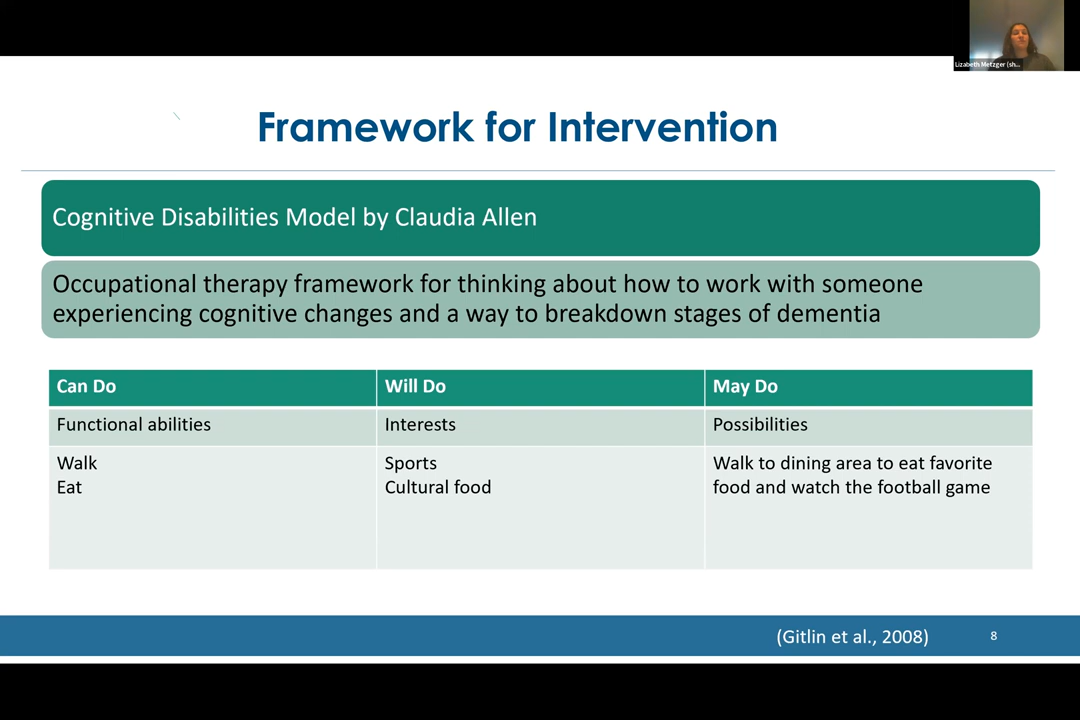 Lizabeth Metzger (sh...
Framework for Intervention
Cognitive Disabilities Model by Claudia Allen
Occupational therapy framework for thinking about how to work with someone
experiencing cognitive changes and a way to breakdown stages of dementia
Can Do
Will Do
May Do
Functional abilities
Interests
Possibilities
Walk
Eat
Sports
Cultural food
Walk to dining area to eat favorite
food and watch the football game
(Gitlin et al., 2008)
8